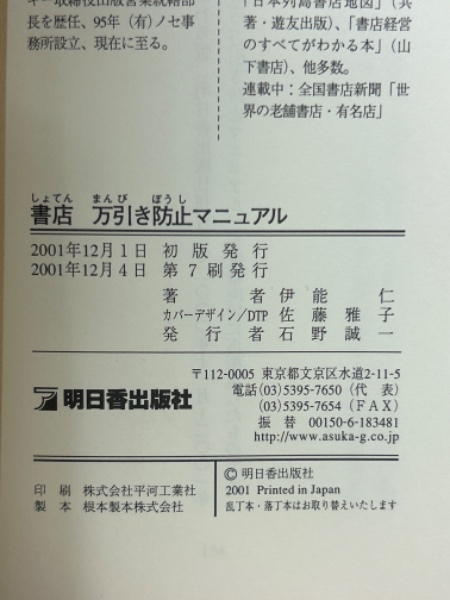 長を歴任、95年（有）ノセ事
務所設立、現在に至る。
「日本列島書店地図」（共
著・遊友出版）、「書店経営
のすべてがわかる本」（山
下書店）、他多数。
連載中：全国書店新聞「世
界の老舗書店・有名店」
しょてん まんび ぼうし
書店 万引き防止マニュアル
2001年12月1日 初版発行
2001年12月4日 第7刷発行
著者 伊能仁
カバーデザイン／DTP 佐藤雅子
発行者 石野誠一
明日香出版社
〒112-0005 東京都文京区水道2-11-5
電話(03)5395-7650（代表）
(03)5395-7654（FAX）
振替 00150-6-183481
http://www.asuka-g.co.jp
印刷 株式会社平河工業社
製本 根本製本株式会社
©明日香出版社
2001 Printed in Japan
乱丁本・落丁本はお取り替えいたします